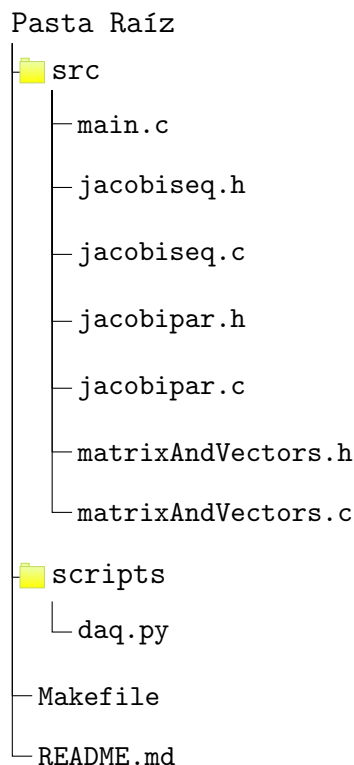 Pasta Raíz
src
main.c
jacobiseq.h
jacobiseq.c
jacobipar.h
jacobipar.c
matrixAndVectors.h
matrixAndVectors.c
scripts
daq.py
Makefile
README.md